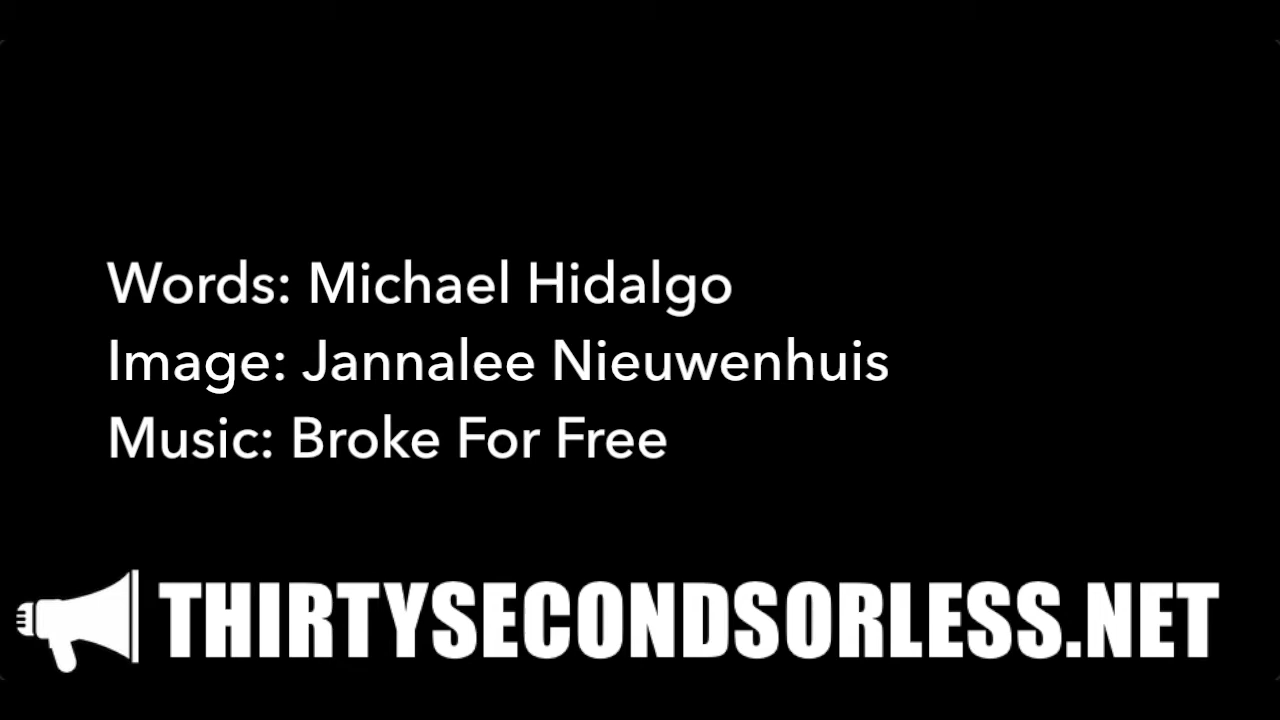 Words: Michael Hidalgo
Image: Jannalee Nieuwenhuis
Music: Broke For Free
THIRTYSECONDSORLESS.NET